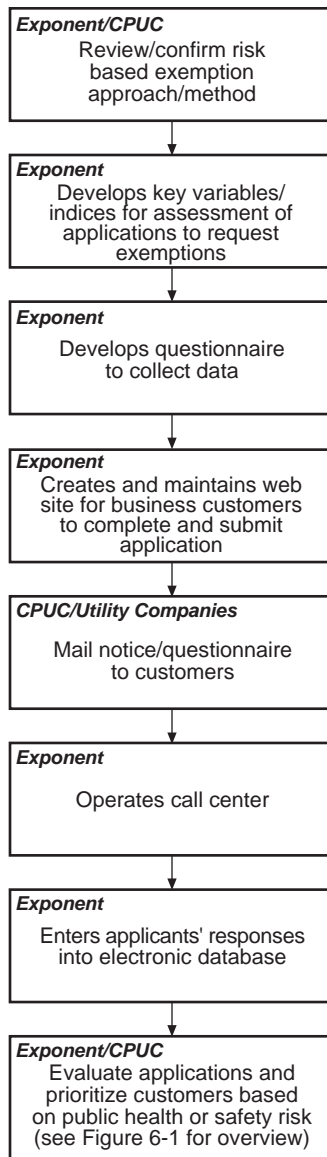 Exponent/CPUC
Review/confirm risk
based exemption
approach/method
Exponent
Develops key variables/
indices for assessment of
applications to request
exemptions
Exponent
Develops questionnaire
to collect data
Exponent
Creates and maintains web
site for business customers
to complete and submit
application
CPUC/Utility Companies
Mail notice/questionnaire
to customers
Exponent
Operates call center
Exponent
Enters applicants' responses
into electronic database
Exponent/CPUC
Evaluate applications and
prioritize customers based
on public health or safety risk
(see Figure 6-1 for overview)